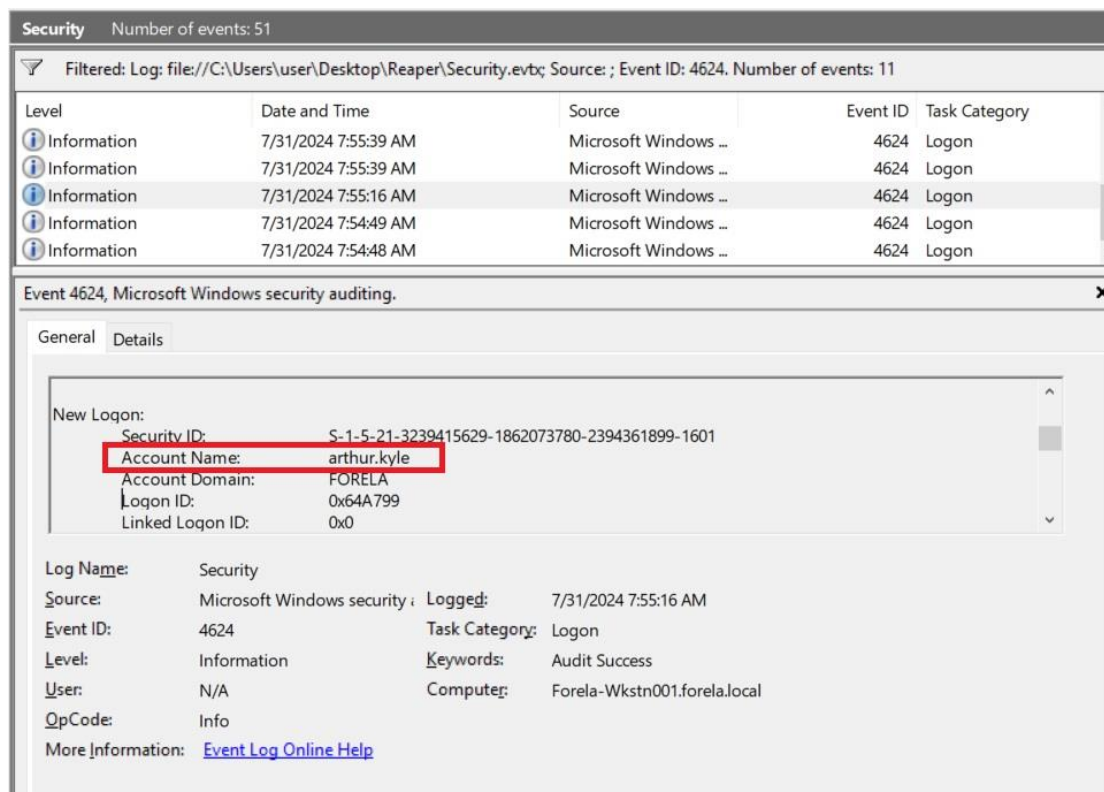 Security Number of events: 51
Filtered: Log: file://C:\Users\user\Desktop\Reaper\Security.evtx; Source: ; Event ID: 4624. Number of events: 11
Level Date and Time Source Event ID Task Category
Information 7/31/2024 7:55:39 AM Microsoft Windows ... 4624 Logon
Information 7/31/2024 7:55:39 AM Microsoft Windows ... 4624 Logon
Information 7/31/2024 7:55:16 AM Microsoft Windows ... 4624 Logon
Information 7/31/2024 7:54:49 AM Microsoft Windows ... 4624 Logon
Information 7/31/2024 7:54:48 AM Microsoft Windows ... 4624 Logon
Event 4624, Microsoft Windows security auditing.
General Details
New Logon:
Security ID: S-1-5-21-3239415629-1862073780-2394361899-1601
Account Name: arthur.kyle
Account Domain: FORELA
Logon ID: 0x64A799
Linked Logon ID: 0x0
Log Name: Security
Source: Microsoft Windows security a Logged: 7/31/2024 7:55:16 AM
Event ID: 4624 Task Category: Logon
Level: Information Keywords: Audit Success
User: N/A Computer: Forela-Wkstn001.forela.local
OpCode: Info
More Information: Event Log Online Help